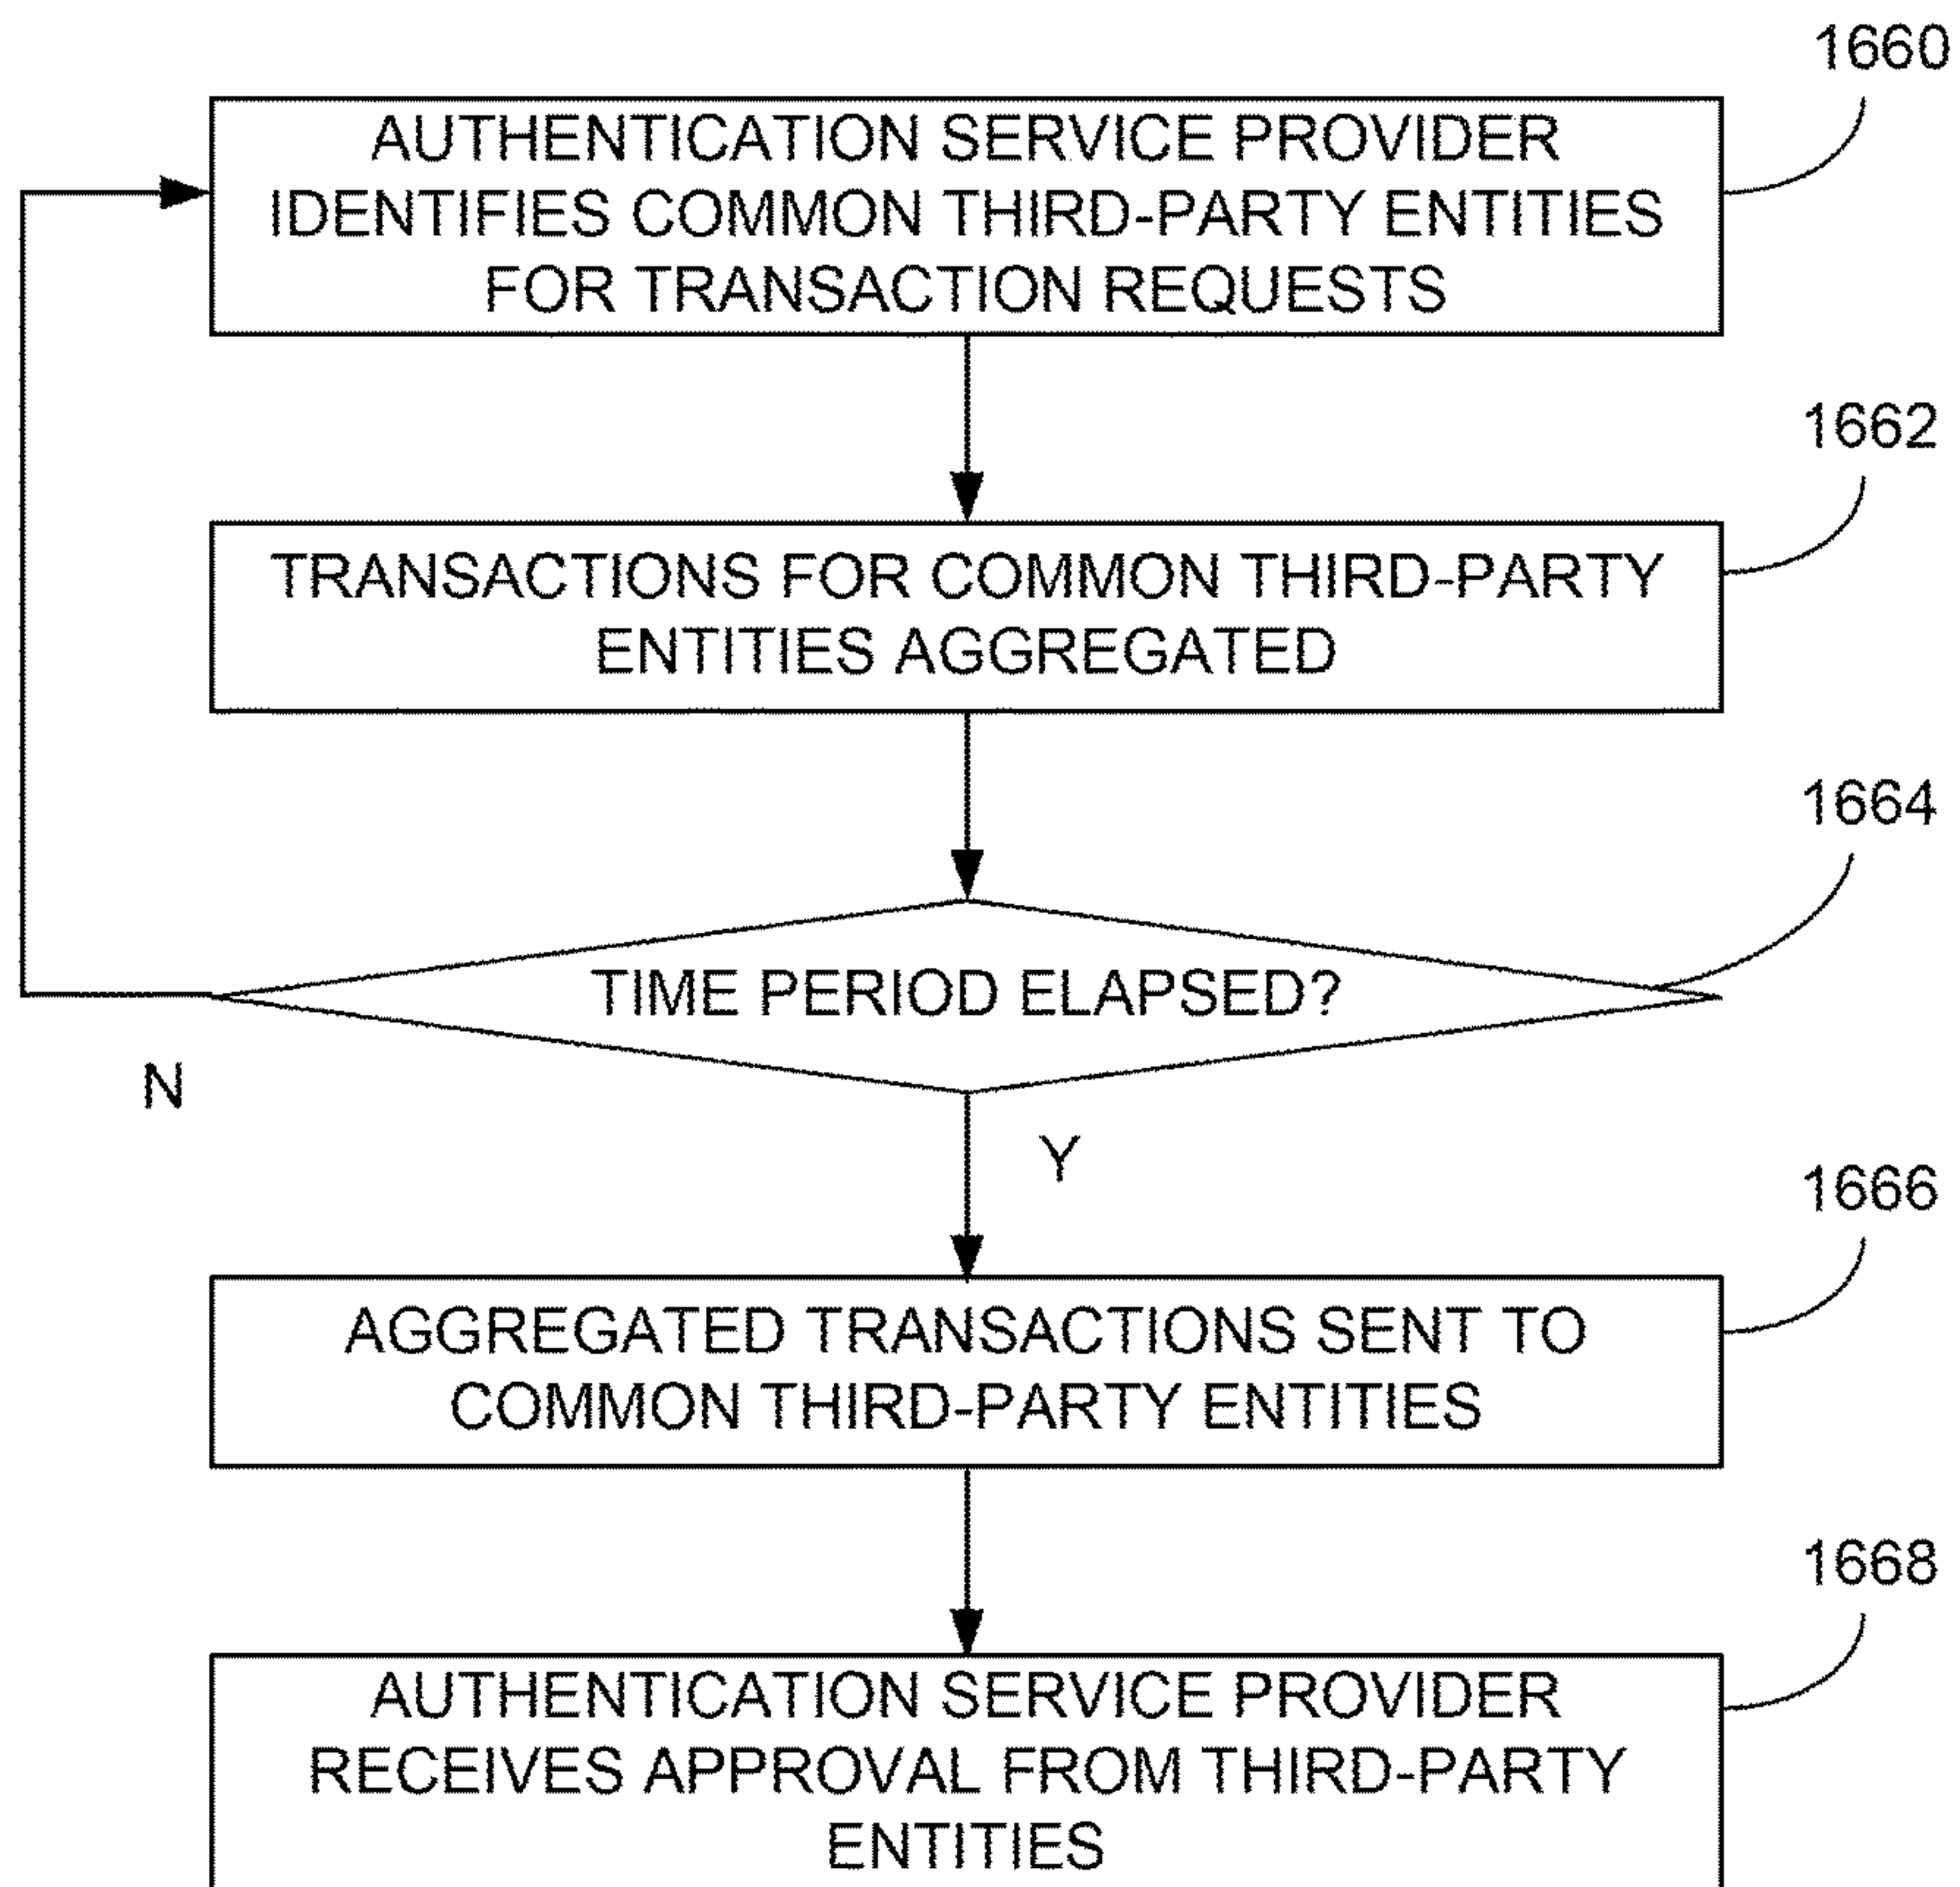 1660
AUTHENTICATION SERVICE PROVIDER
IDENTIFIES COMMON THIRD-PARTY ENTITIES
FOR TRANSACTION REQUESTS
1662
TRANSACTIONS FOR COMMON THIRD-PARTY
ENTITIES AGGREGATED
1664
TIME PERIOD ELAPSED?
N
Y
1666
AGGREGATED TRANSACTIONS SENT TO
COMMON THIRD-PARTY ENTITIES
1668
AUTHENTICATION SERVICE PROVIDER
RECEIVES APPROVAL FROM THIRD-PARTY
ENTITIES